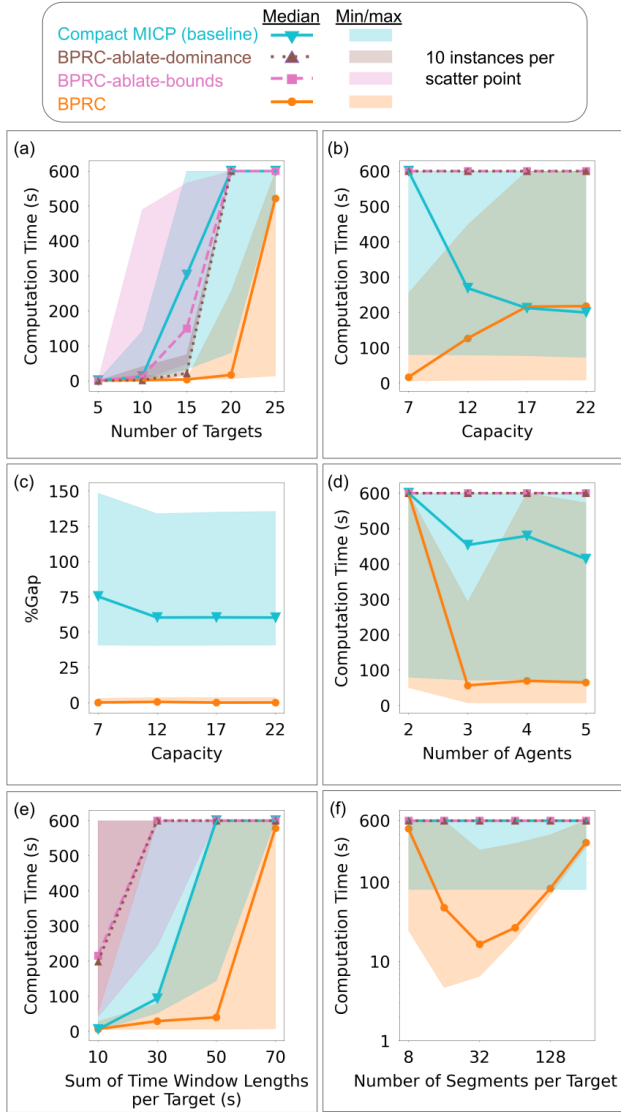 Median Min/max
Compact MICP (baseline)
BPRC-ablate-dominance
BPRC-ablate-bounds
BPRC
10 instances per
scatter point
(a)
Computation Time (s)
600
500
400
300
200
100
0
5 10 15 20 25
Number of Targets
(b)
Computation Time (s)
600
500
400
300
200
100
0
7 12 17 22
Capacity
(c)
%Gap
150
125
100
75
50
25
0
7 12 17 22
Capacity
(d)
Computation Time (s)
600
500
400
300
200
100
0
2 3 4 5
Number of Agents
(e)
Computation Time (s)
600
500
400
300
200
100
0
10 30 50 70
Sum of Time Window Lengths
per Target (s)
(f)
Computation Time (s)
600
100
10
1
8 32 128
Number of Segments per Target